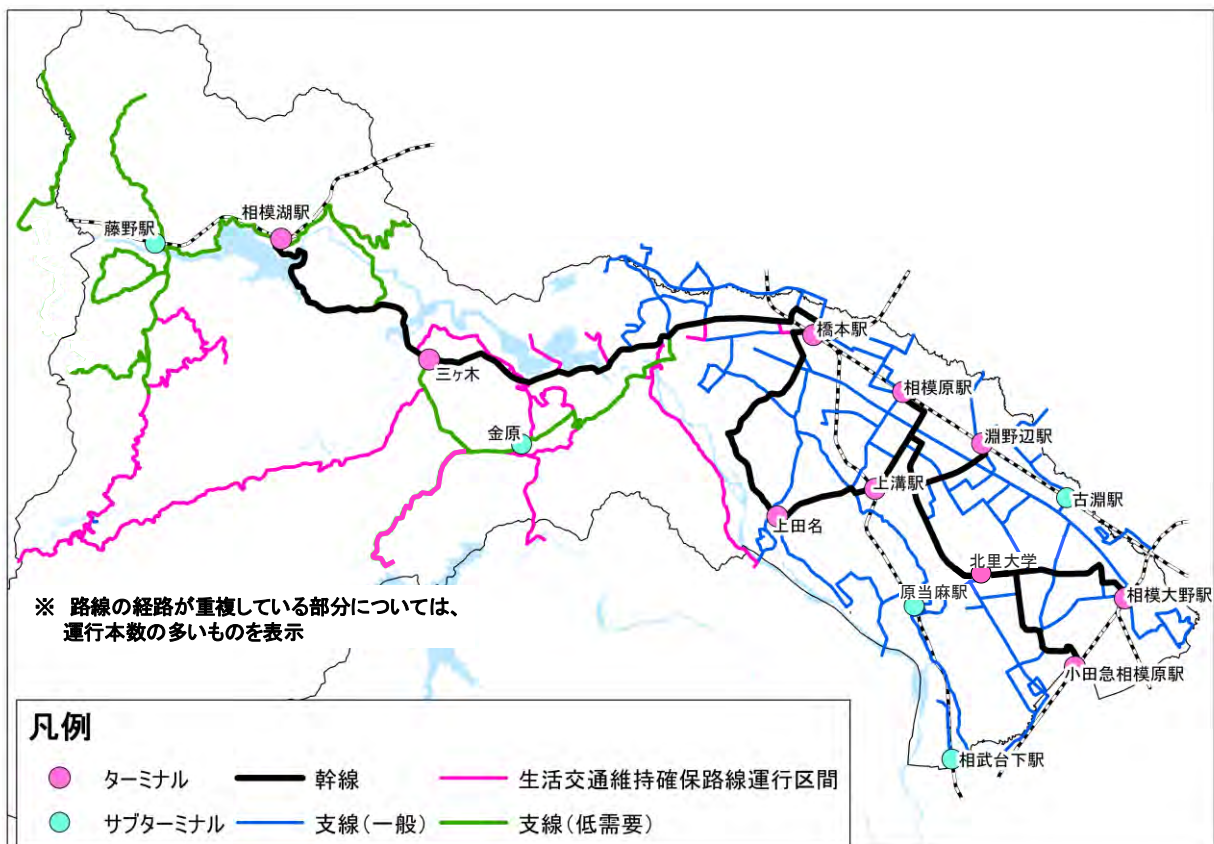 相模湖駅
藤野駅
橋本駅
三ヶ木
相模原駅
金原
淵野辺駅
上溝駅
古淵駅
上田名
北里大学
原当麻駅
相模大野駅
※ 路線の経路が重複している部分については、
運行本数の多いものを表示
小田急相模原駅
相武台下駅
凡例
ターミナル 幹線 生活交通維持確保路線運行区間
サブターミナル 支線(一般) 支線(低需要)